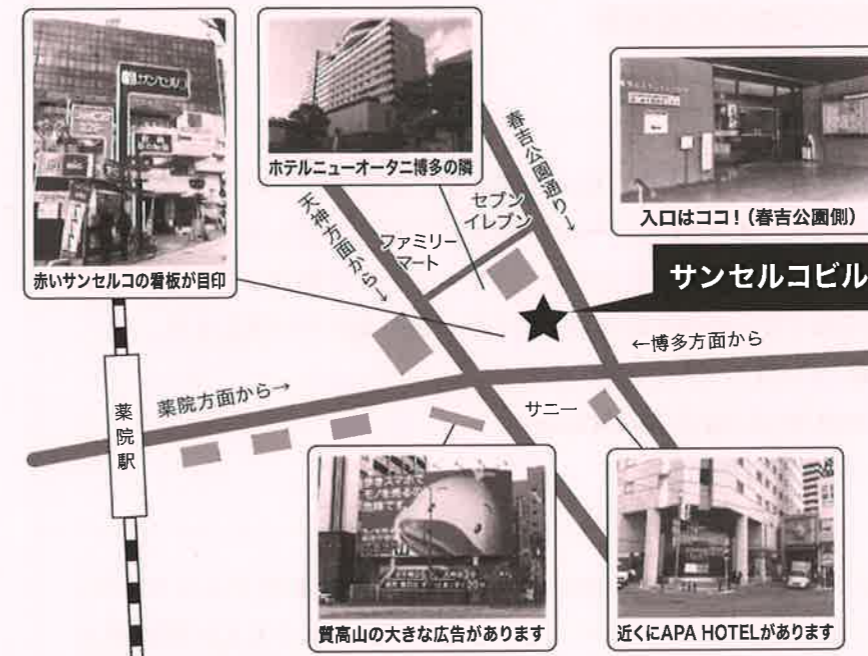 サンセルコ
赤いサンセルコの看板が目印
ホテルニューオータニ博多の隣
入口はココ！（春吉公園側）
サンセルコビル
春吉公園通り→
天神方面から→
セブン
イレブン
ファミリー
マート
←博多方面から
薬院方面から→
薬院駅
サニー
質高山の大きな広告があります
近くにAPA HOTELがあります